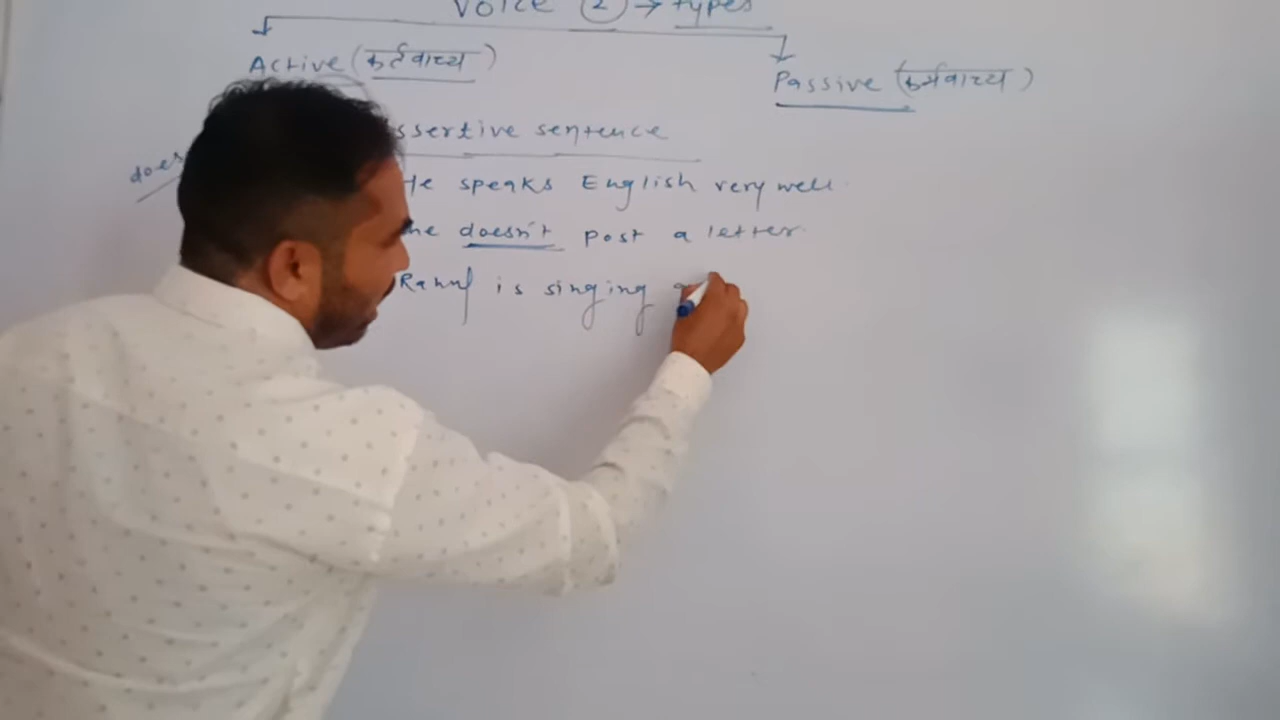 Voice ② → types
Active (कर्तवाच्य)
Passive (कर्मवाच्य)
ssertive sentence
does
He speaks English very well.
he doesn't post a letter.
Rahul is singing a